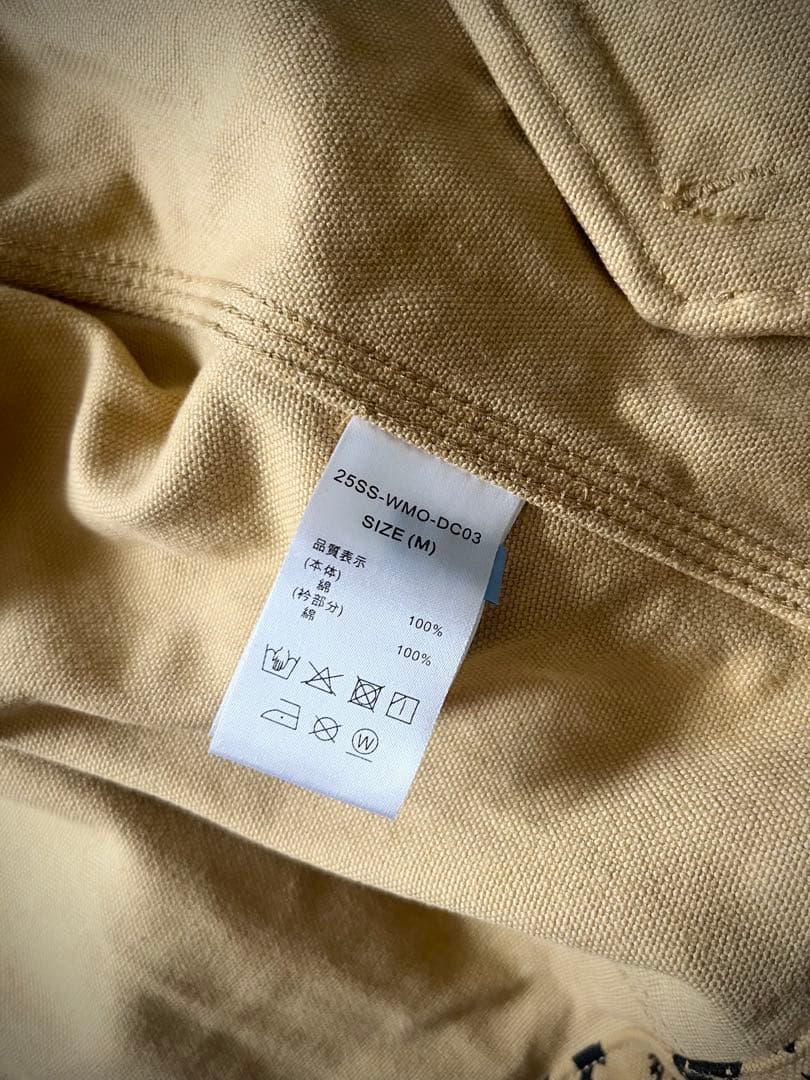 25SS-WMO-DC03
SIZE (M)
品質表示
(本体)
綿 100%
(衿部分)
綿 100%
W